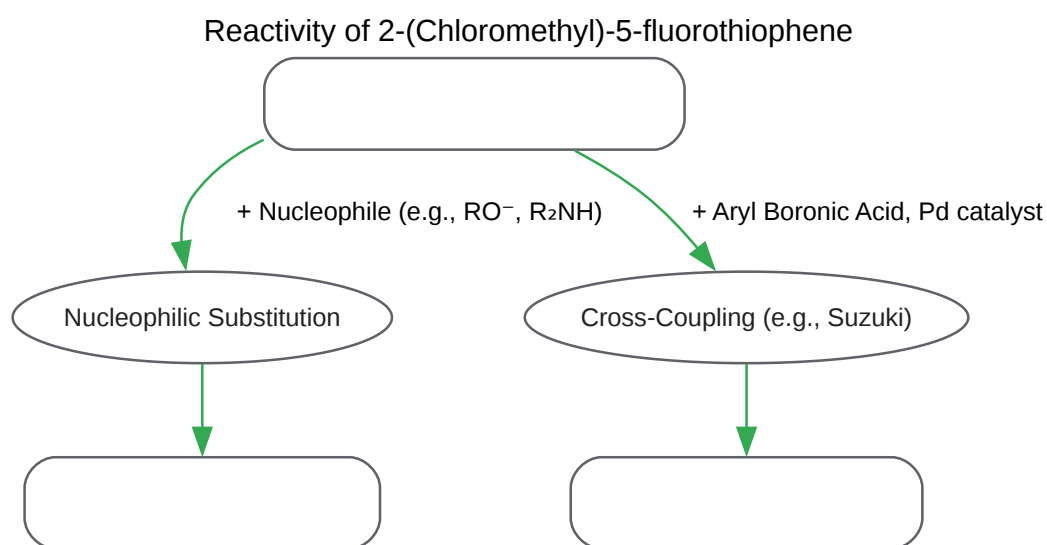 Reactivity of 2-(Chloromethyl)-5-fluorothiophene
+ Nucleophile (e.g., RO⁻, R₂NH)
+ Aryl Boronic Acid, Pd catalyst
Nucleophilic Substitution
Cross-Coupling (e.g., Suzuki)